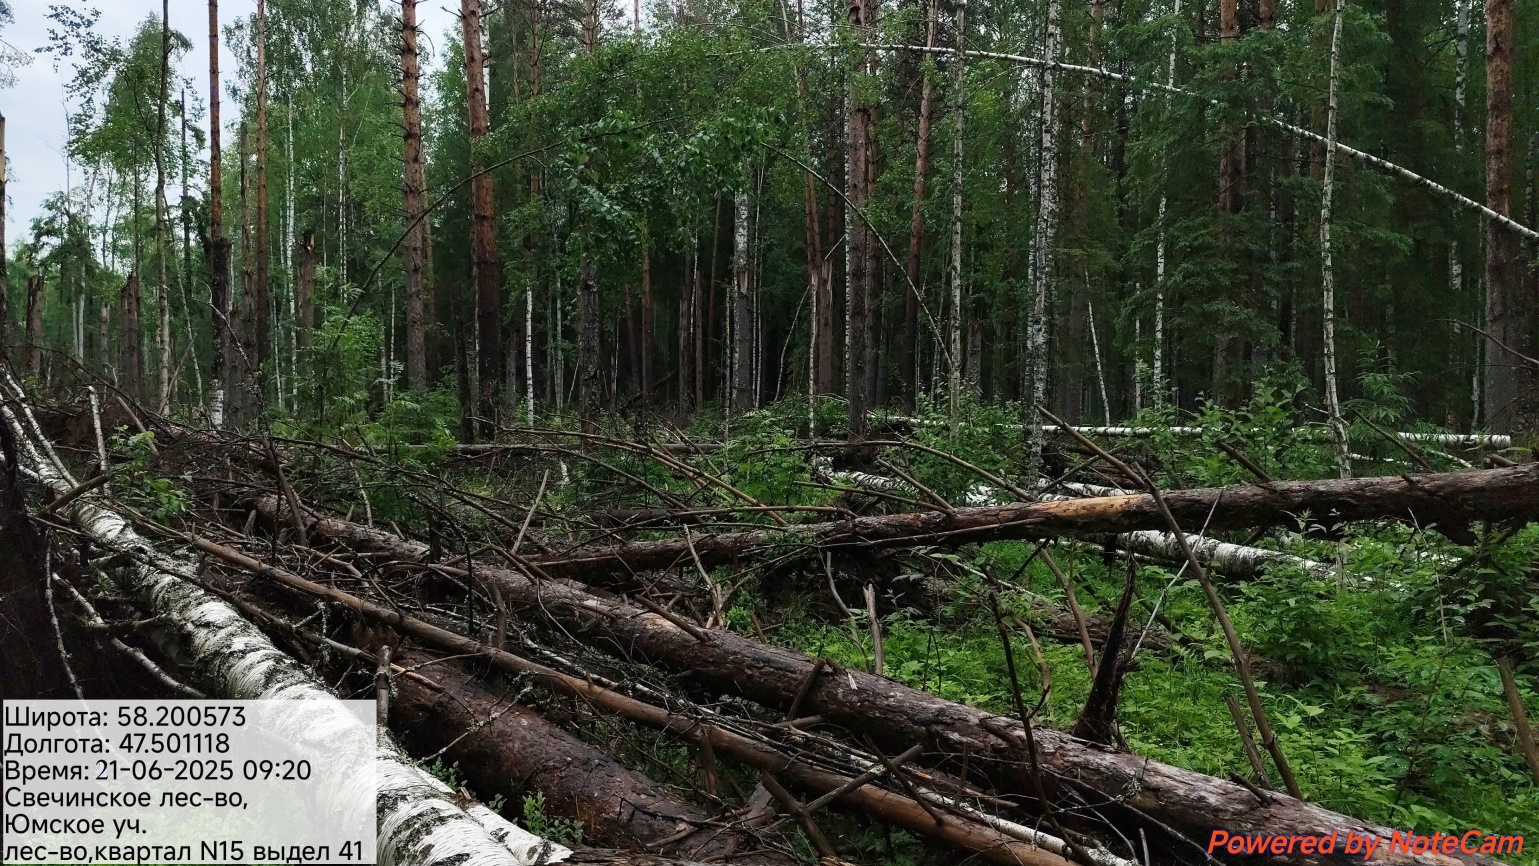 Широта: 58.200573
Долгота: 47.501118
Время: 21-06-2025 09:20
Свечинское лес-во,
Юмское уч.
лес-во,квартал N15 выдел 41
Powered by NoteCam